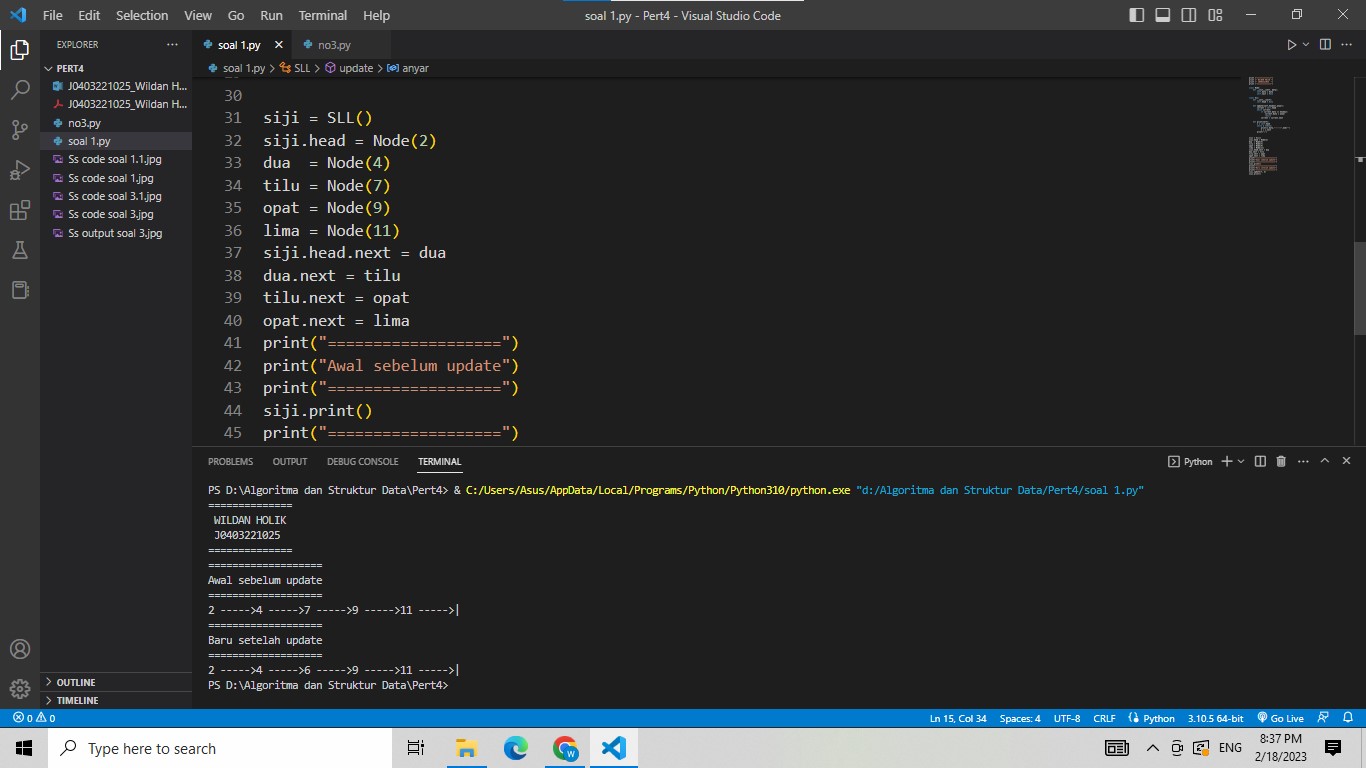 File Edit Selection View Go Run Terminal Help
soal 1.py - Pert4 - Visual Studio Code
EXPLORER
PERT4
J0403221025_Wildan H...
J0403221025_Wildan H...
no3.py
soal 1.py
Ss code soal 1.1.jpg
Ss code soal 1.jpg
Ss code soal 3.1.jpg
Ss code soal 3.jpg
Ss output soal 3.jpg
OUTLINE
TIMELINE
soal 1.py no3.py
soal 1.py > SLL > update > anyar
30
31 siji = SLL()
32 siji.head = Node(2)
33 dua  = Node(4)
34 tilu = Node(7)
35 opat = Node(9)
36 lima = Node(11)
37 siji.head.next = dua
38 dua.next = tilu
39 tilu.next = opat
40 opat.next = lima
41 print("===================")
42 print("Awal sebelum update")
43 print("===================")
44 siji.print()
45 print("===================")
PROBLEMS OUTPUT DEBUG CONSOLE TERMINAL
Python
PS D:\Algoritma dan Struktur Data\Pert4> & C:/Users/Asus/AppData/Local/Programs/Python/Python310/python.exe "d:/Algoritma dan Struktur Data/Pert4/soal 1.py"
==============
WILDAN HOLIK
J0403221025
==============
===================
Awal sebelum update
===================
2 ----->4 ----->7 ----->9 ----->11 ----->|
===================
Baru setelah update
===================
2 ----->4 ----->6 ----->9 ----->11 ----->|
PS D:\Algoritma dan Struktur Data\Pert4>
0 0 Ln 15, Col 34 Spaces: 4 UTF-8 CRLF Python 3.10.5 64-bit Go Live
Type here to search
ENG
8:37 PM
2/18/2023